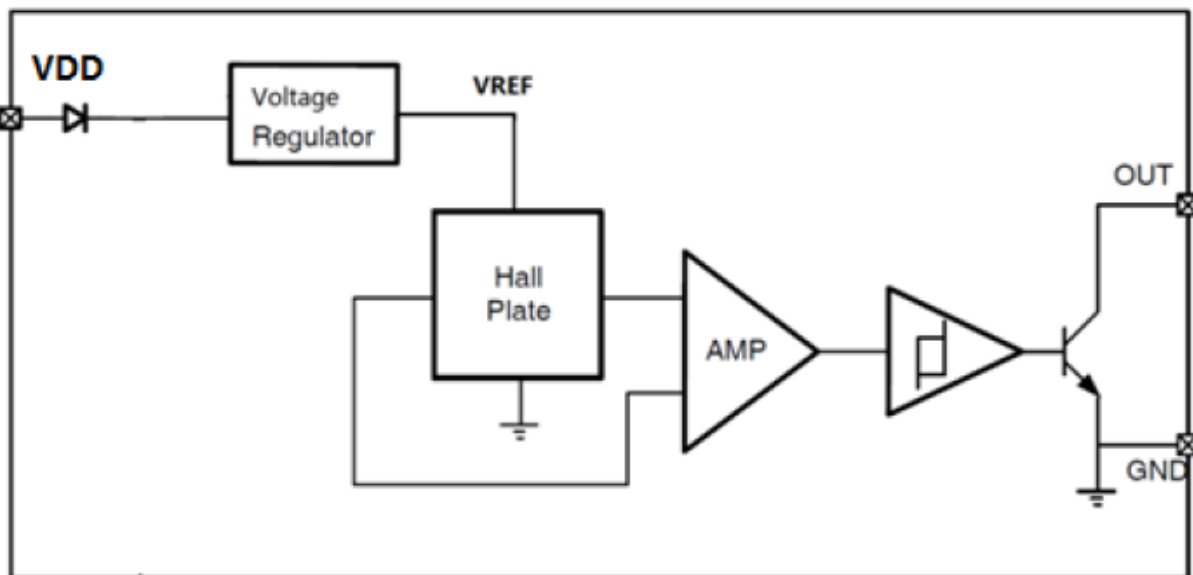 VDD
Voltage
Regulator
VREF
OUT
Hall
Plate
AMP
GND